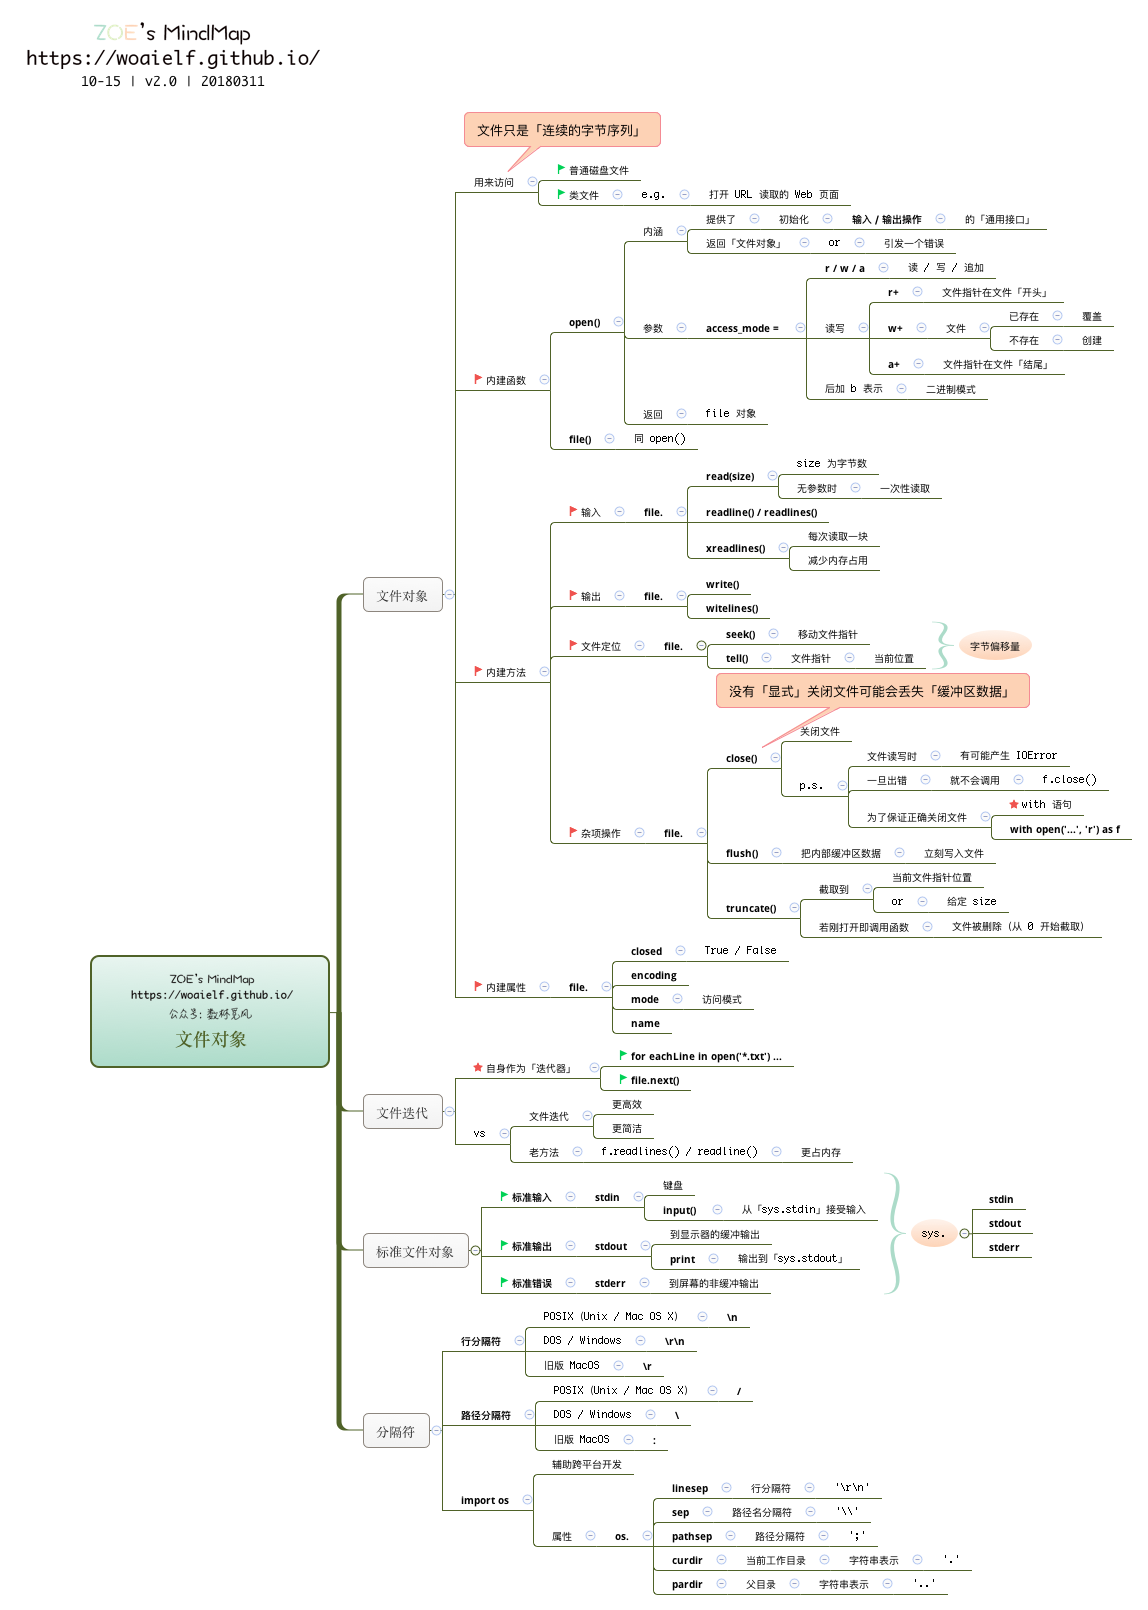 ZOE's MindMap
https://woaielf.github.io/
10-15 | v2.0 | 20180311
文件只是「连续的字节序列」
用来访问
普通磁盘文件
类文件 e.g. 打开 URL 读取的 Web 页面
内涵
提供了 初始化 输入 / 输出操作 的「通用接口」
返回「文件对象」 or 引发一个错误
open()
参数 access_mode =
r / w / a 读 / 写 / 追加
读写
r+ 文件指针在文件「开头」
w+ 文件
已存在 覆盖
不存在 创建
a+ 文件指针在文件「结尾」
后加 b 表示 二进制模式
内建函数
返回 file 对象
file() 同 open()
输入 file.
read(size)
size 为字节数
无参数时 一次性读取
readline() / readlines()
xreadlines()
每次读取一块
减少内存占用
文件对象
输出 file.
write()
witelines()
文件定位 file.
seek() 移动文件指针
tell() 文件指针 当前位置
字节偏移量
内建方法
没有「显式」关闭文件可能会丢失「缓冲区数据」
close()
关闭文件
p.s.
文件读写时 有可能产生 IOError
一旦出错 就不会调用 f.close()
为了保证正确关闭文件
with 语句
with open('...', 'r') as f
杂项操作 file.
flush() 把内部缓冲区数据 立刻写入文件
truncate()
截取到
当前文件指针位置
or 给定 size
若刚打开即调用函数 文件被删除 (从 0 开始截取)
内建属性 file.
closed True / False
encoding
mode 访问模式
name
ZOE's MindMap
https://woaielf.github.io/
公众号: 数林觅风
文件对象
文件迭代
自身作为「迭代器」
for eachLine in open('*.txt') ...
file.next()
vs
文件迭代
更高效
更简洁
老方法 f.readlines() / readline() 更占内存
标准文件对象
标准输入 stdin
键盘
input() 从「sys.stdin」接受输入
标准输出 stdout
到显示器的缓冲输出
print 输出到「sys.stdout」
标准错误 stderr 到屏幕的非缓冲输出
sys.
stdin
stdout
stderr
分隔符
行分隔符
POSIX (Unix / Mac OS X) \n
DOS / Windows \r\n
旧版 MacOS \r
路径分隔符
POSIX (Unix / Mac OS X) /
DOS / Windows \
旧版 MacOS :
import os
辅助跨平台开发
属性 os.
linesep 行分隔符 '\r\n'
sep 路径名分隔符 '\\'
pathsep 路径分隔符 ';'
curdir 当前工作目录 字符串表示 '.'
pardir 父目录 字符串表示 '..'